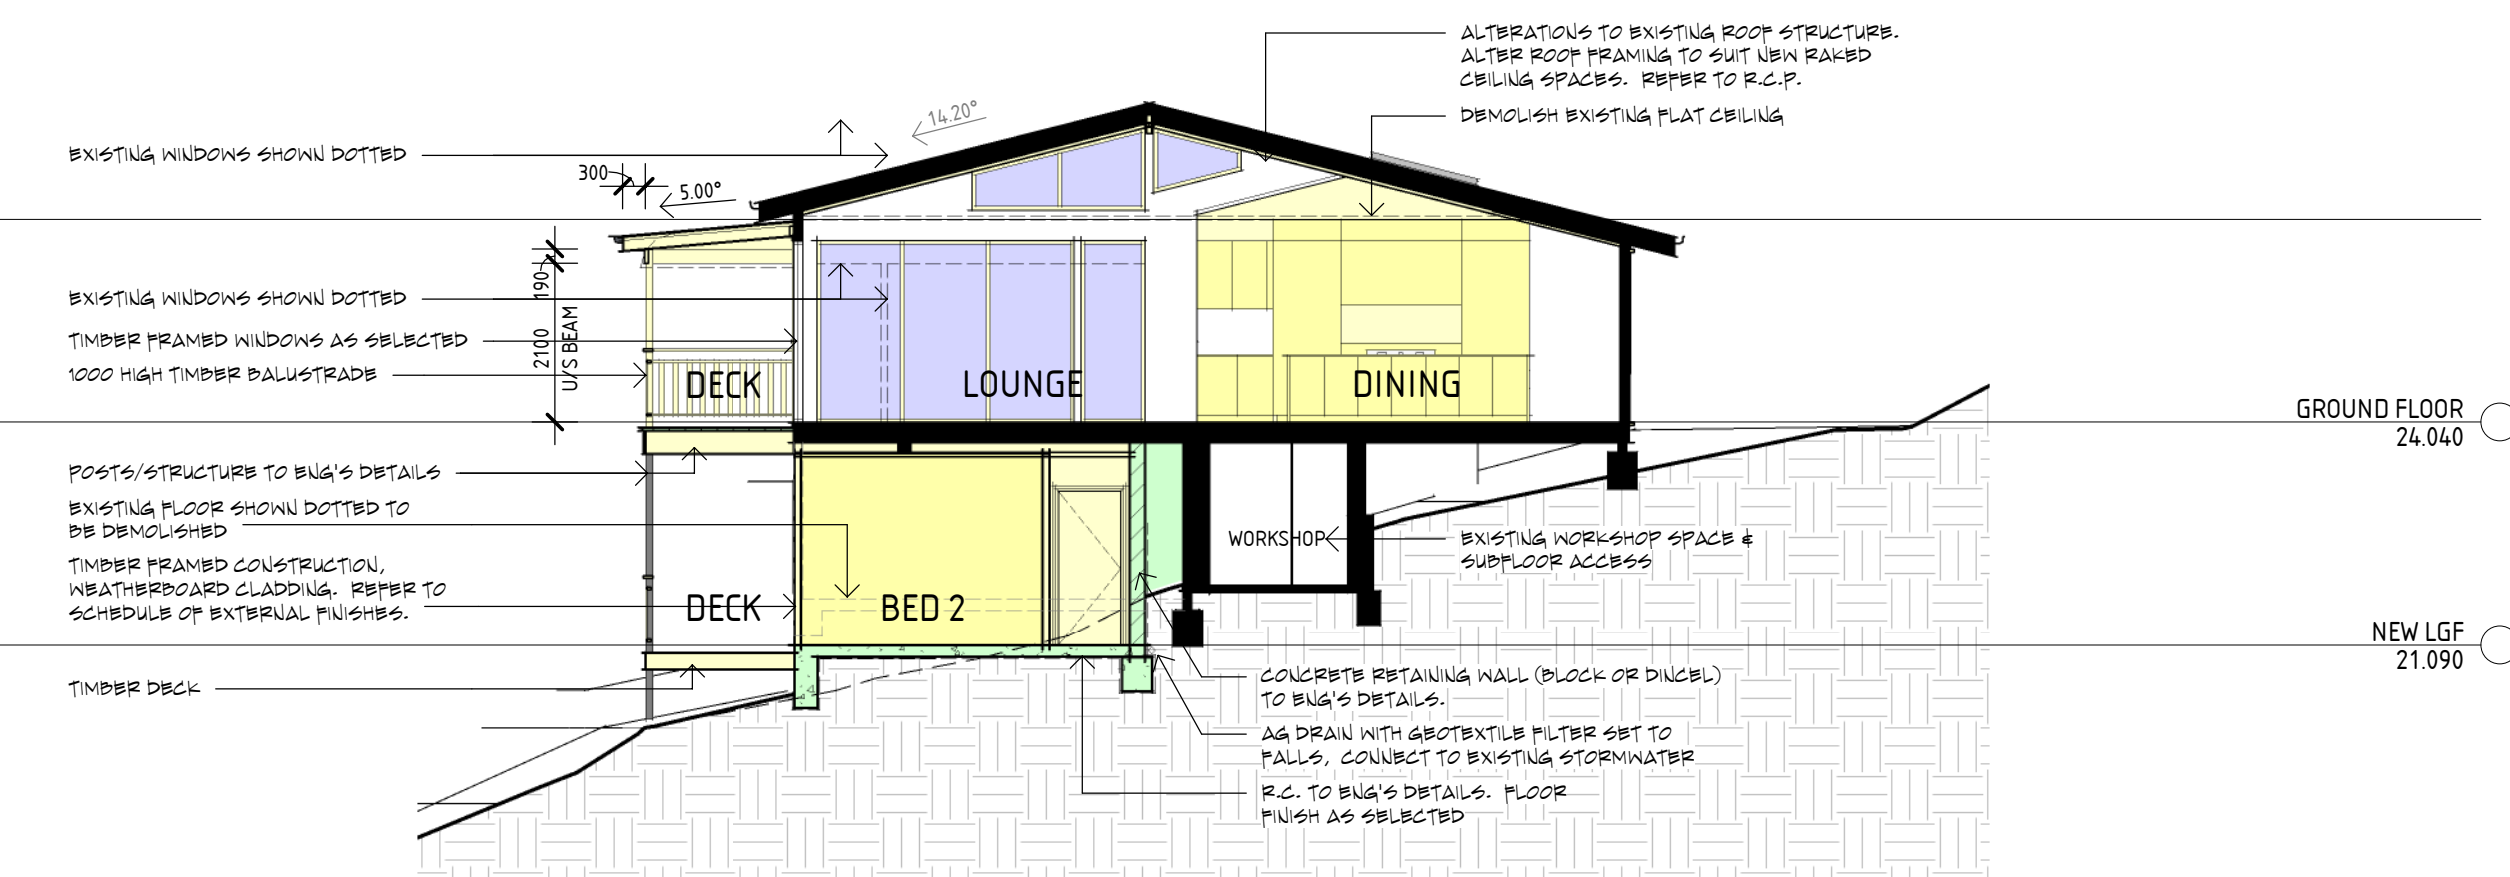 ALTERATIONS TO EXISTING ROOF STRUCTURE.
ALTER ROOF FRAMING TO SUIT NEW RAKED
CEILING SPACES. REFER TO R.C.P.
DEMOLISH EXISTING FLAT CEILING
14.20°
EXISTING WINDOWS SHOWN DOTTED
300
5.00°
190
2100
U/S BEAM
EXISTING WINDOWS SHOWN DOTTED
TIMBER FRAMED WINDOWS AS SELECTED
1000 HIGH TIMBER BALUSTRADE
DECK
LOUNGE
DINING
GROUND FLOOR
24.040
POSTS/STRUCTURE TO ENG'S DETAILS
EXISTING FLOOR SHOWN DOTTED TO
BE DEMOLISHED
TIMBER FRAMED CONSTRUCTION,
WEATHERBOARD CLADDING. REFER TO
SCHEDULE OF EXTERNAL FINISHES.
DECK
BED 2
WORKSHOP
EXISTING WORKSHOP SPACE &
SUBFLOOR ACCESS
NEW LGF
21.090
TIMBER DECK
CONCRETE RETAINING WALL (BLOCK OR DINCEL)
TO ENG'S DETAILS.
AG DRAIN WITH GEOTEXTILE FILTER SET TO
FALLS, CONNECT TO EXISTING STORMWATER
R.C. TO ENG'S DETAILS. FLOOR
FINISH AS SELECTED